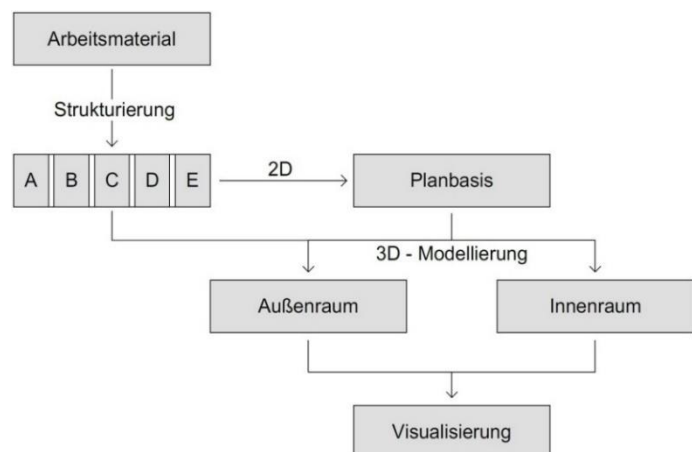 Arbeitsmaterial
Strukturierung
A B C D E
2D
Planbasis
3D - Modellierung
Außenraum
Innenraum
Visualisierung